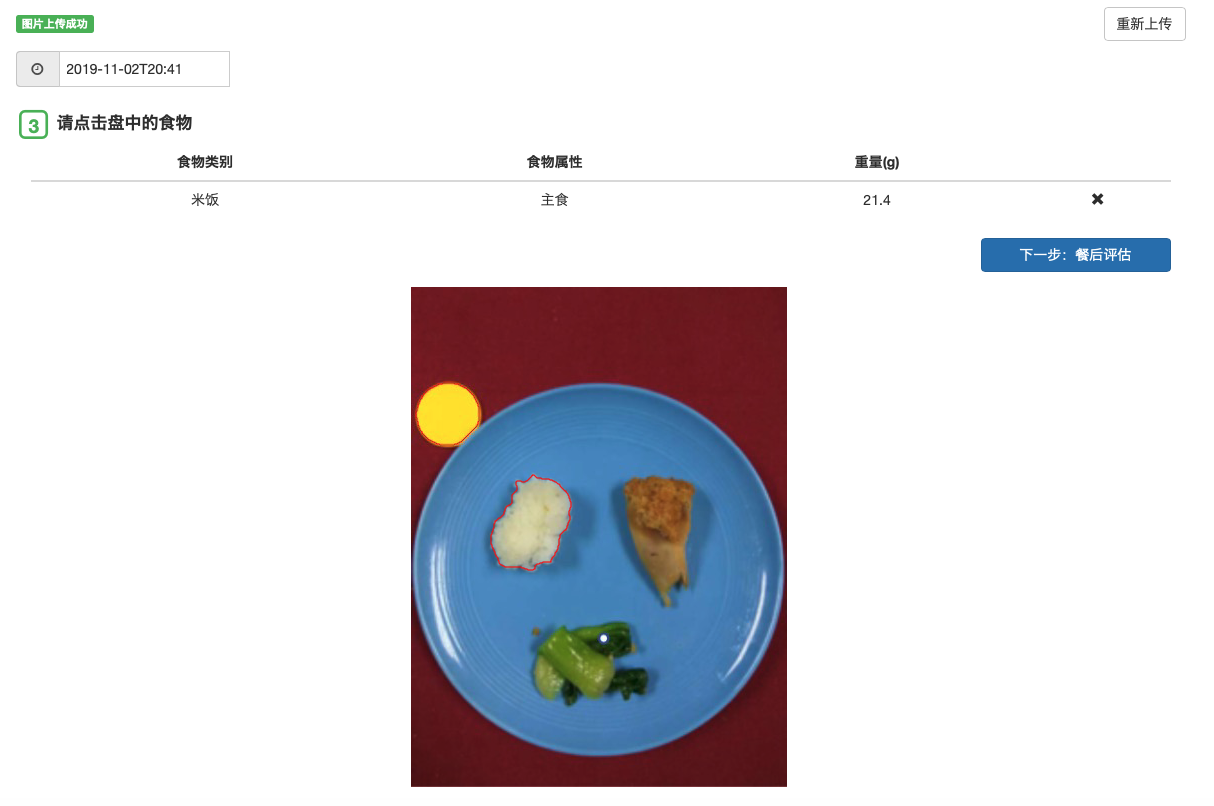 图片上传成功
重新上传
2019-11-02T20:41
3 请点击盘中的食物
食物类别 食物属性 重量(g)
米饭 主食 21.4
下一步：餐后评估